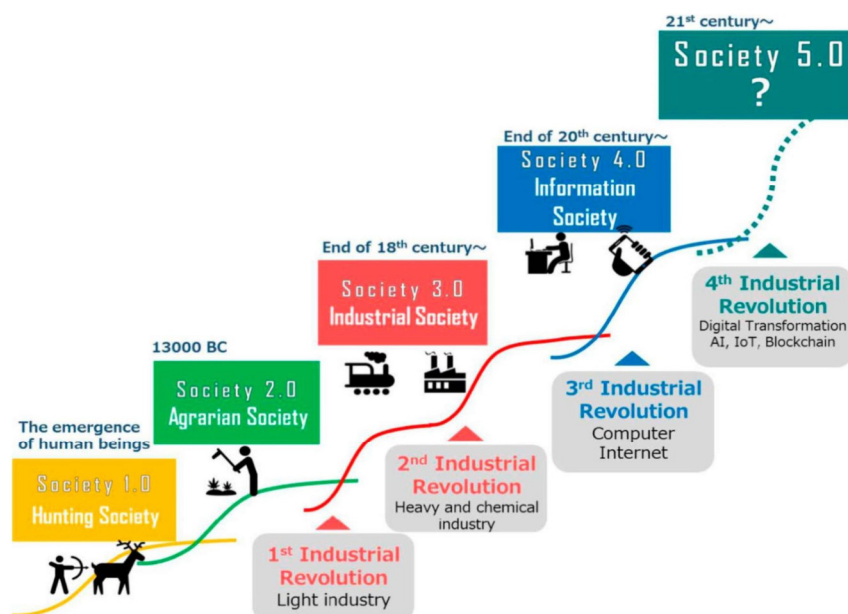 The emergence
of human beings
Society 1.0
Hunting Society
13000 BC
Society 2.0
Agrarian Society
End of 18th century~
Society 3.0
Industrial Society
End of 20th century~
Society 4.0
Information
Society
21st century~
Society 5.0
?
1st Industrial
Revolution
Light industry
2nd Industrial
Revolution
Heavy and chemical
industry
3rd Industrial
Revolution
Computer
Internet
4th Industrial
Revolution
Digital Transformation
AI, IoT, Blockchain